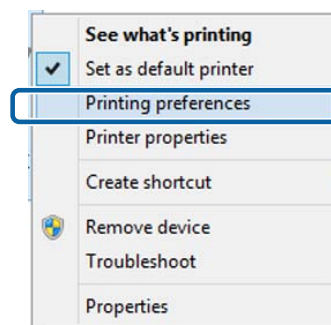 See what's printing
Set as default printer
Printing preferences
Printer properties
Create shortcut
Remove device
Troubleshoot
Properties